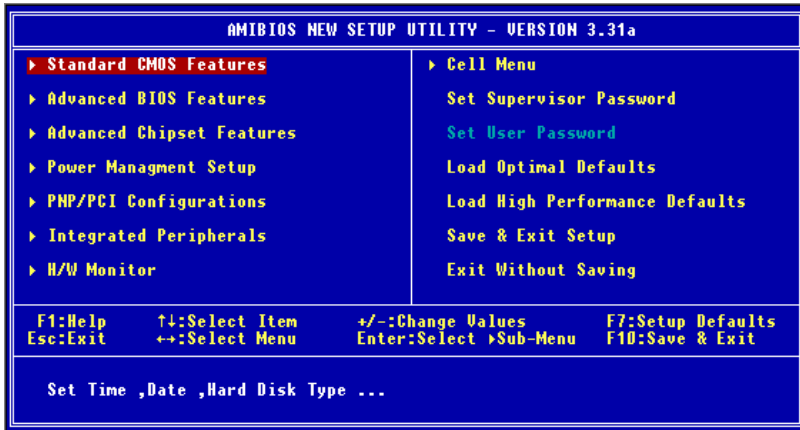 AMIBIOS NEW SETUP UTILITY - VERSION 3.31a
▸ Standard CMOS Features
▸ Advanced BIOS Features
▸ Advanced Chipset Features
▸ Power Managment Setup
▸ PNP/PCI Configurations
▸ Integrated Peripherals
▸ H/W Monitor
▸ Cell Menu
Set Supervisor Password
Set User Password
Load Optimal Defaults
Load High Performance Defaults
Save & Exit Setup
Exit Without Saving
F1:Help ↑↓:Select Item +/-:Change Values F7:Setup Defaults
Esc:Exit ←→:Select Menu Enter:Select ▸Sub-Menu F10:Save & Exit
Set Time ,Date ,Hard Disk Type ...